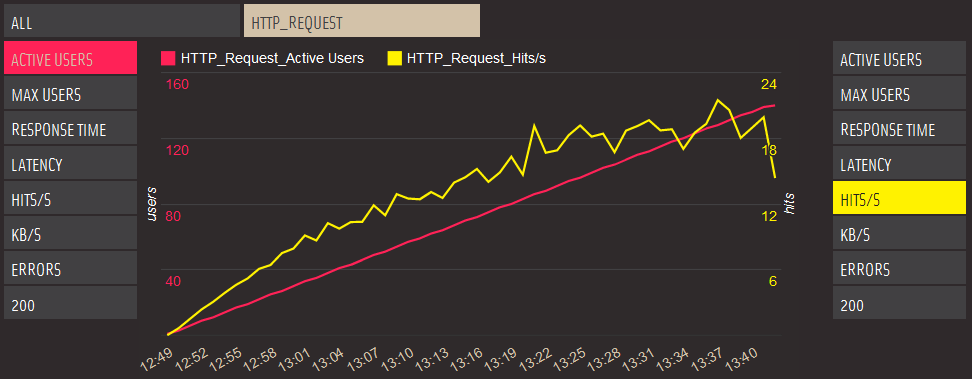 ALL
HTTP_REQUEST
ACTIVE USERS
MAX USERS
RESPONSE TIME
LATENCY
HITS/S
KB/S
ERRORS
200
HTTP_Request_Active Users
HTTP_Request_Hits/s
160
120
80
40
users
24
18
12
6
hits
12:49 12:52 12:55 12:58 13:01 13:04 13:07 13:10 13:13 13:16 13:19 13:22 13:25 13:28 13:31 13:34 13:37 13:40
ACTIVE USERS
MAX USERS
RESPONSE TIME
LATENCY
HITS/S
KB/S
ERRORS
200